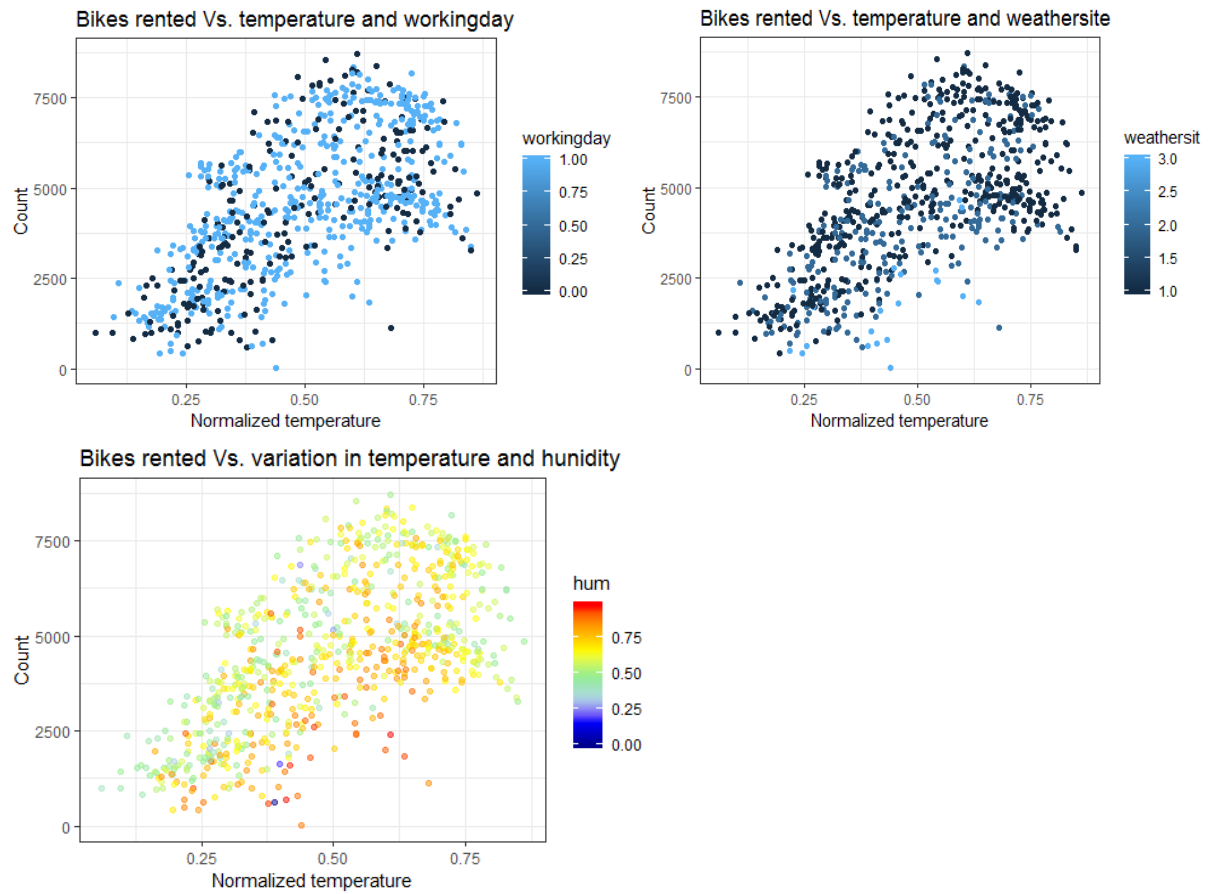 Bikes rented Vs. temperature and workingday
7500
5000
2500
0
Count
0.25 0.50 0.75
Normalized temperature
workingday
1.00
0.75
0.50
0.25
0.00
Bikes rented Vs. temperature and weathersite
7500
5000
2500
0
Count
0.25 0.50 0.75
Normalized temperature
weathersit
3.0
2.5
2.0
1.5
1.0
Bikes rented Vs. variation in temperature and hunidity
7500
5000
2500
0
Count
0.25 0.50 0.75
Normalized temperature
hum
0.75
0.50
0.25
0.00